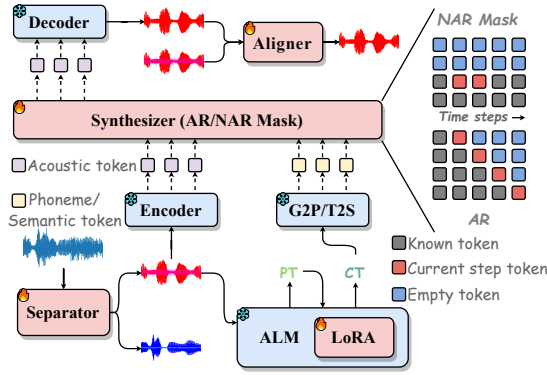 Decoder
Aligner
NAR Mask
Time steps
Synthesizer (AR/NAR Mask)
Acoustic token
Phoneme/
Semantic token
Encoder
G2P/T2S
AR
Known token
Current step token
Empty token
PT
CT
Separator
ALM
LoRA